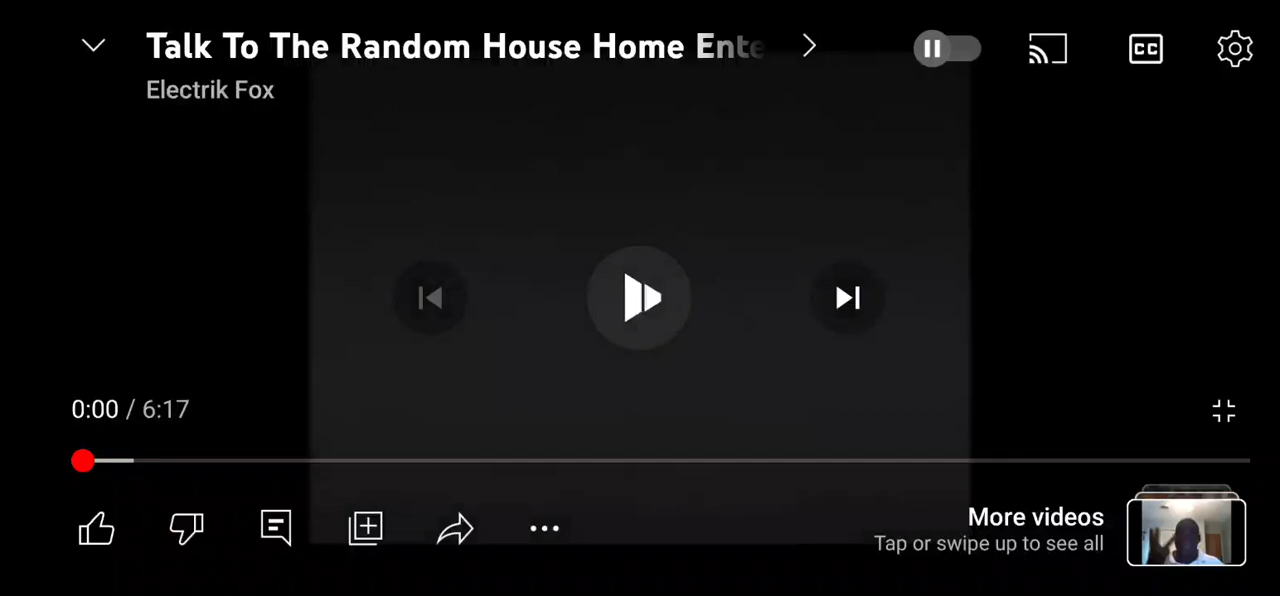 Talk To The Random House Home Ente
Electrik Fox
CC
0:00 / 6:17
More videos
Tap or swipe up to see all